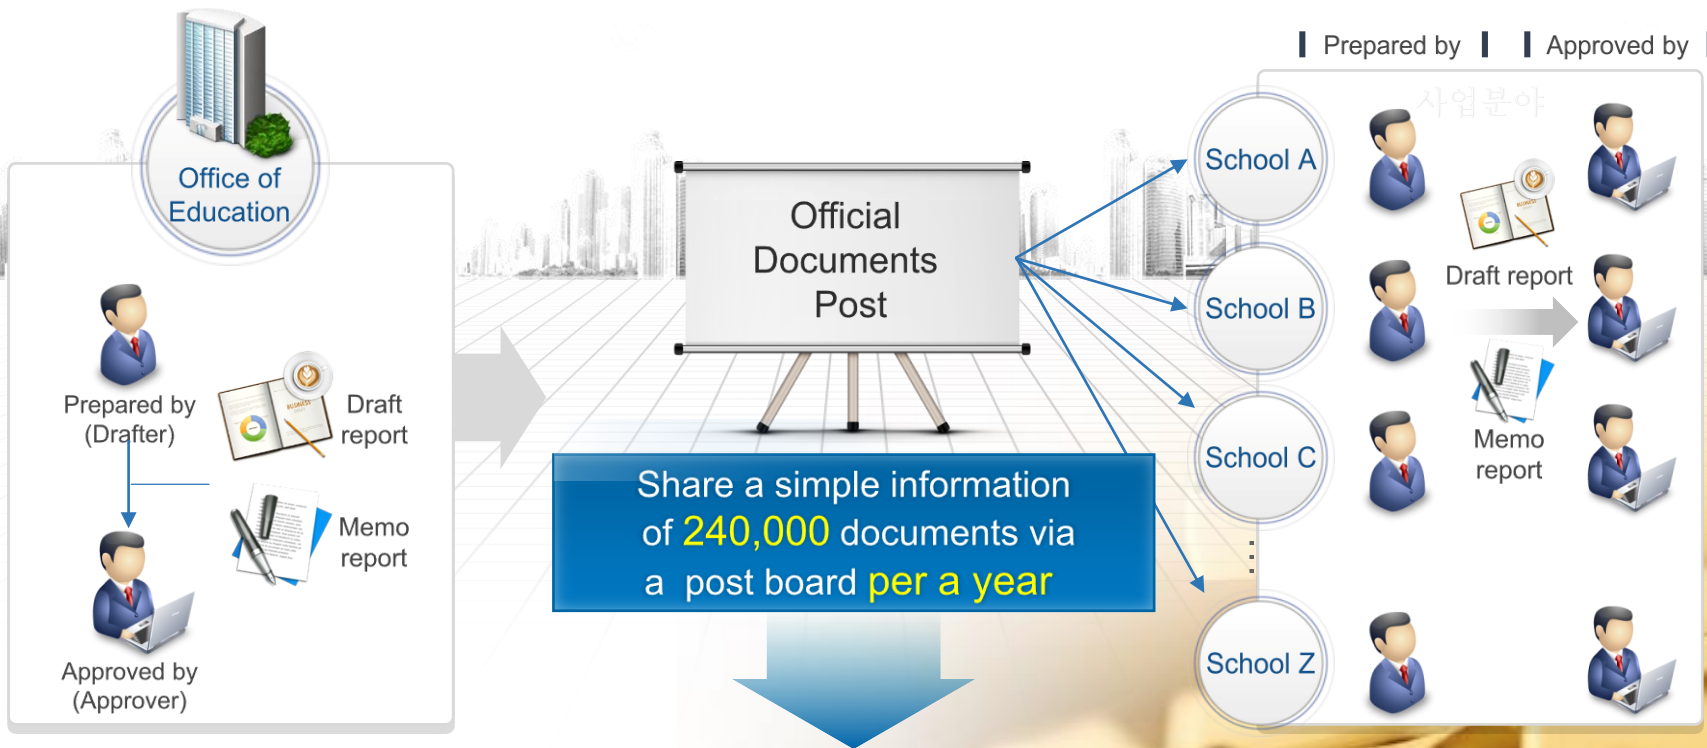 Prepared by
Approved by
사업분야
Office of
Education
Prepared by
(Drafter)
Draft
report
Memo
report
Approved by
(Approver)
Official
Documents
Post
Share a simple information
of 240,000 documents via
a post board per a year
School A
School B
School C
School Z
Draft report
Memo
report
BUSINESS
BUSINESS